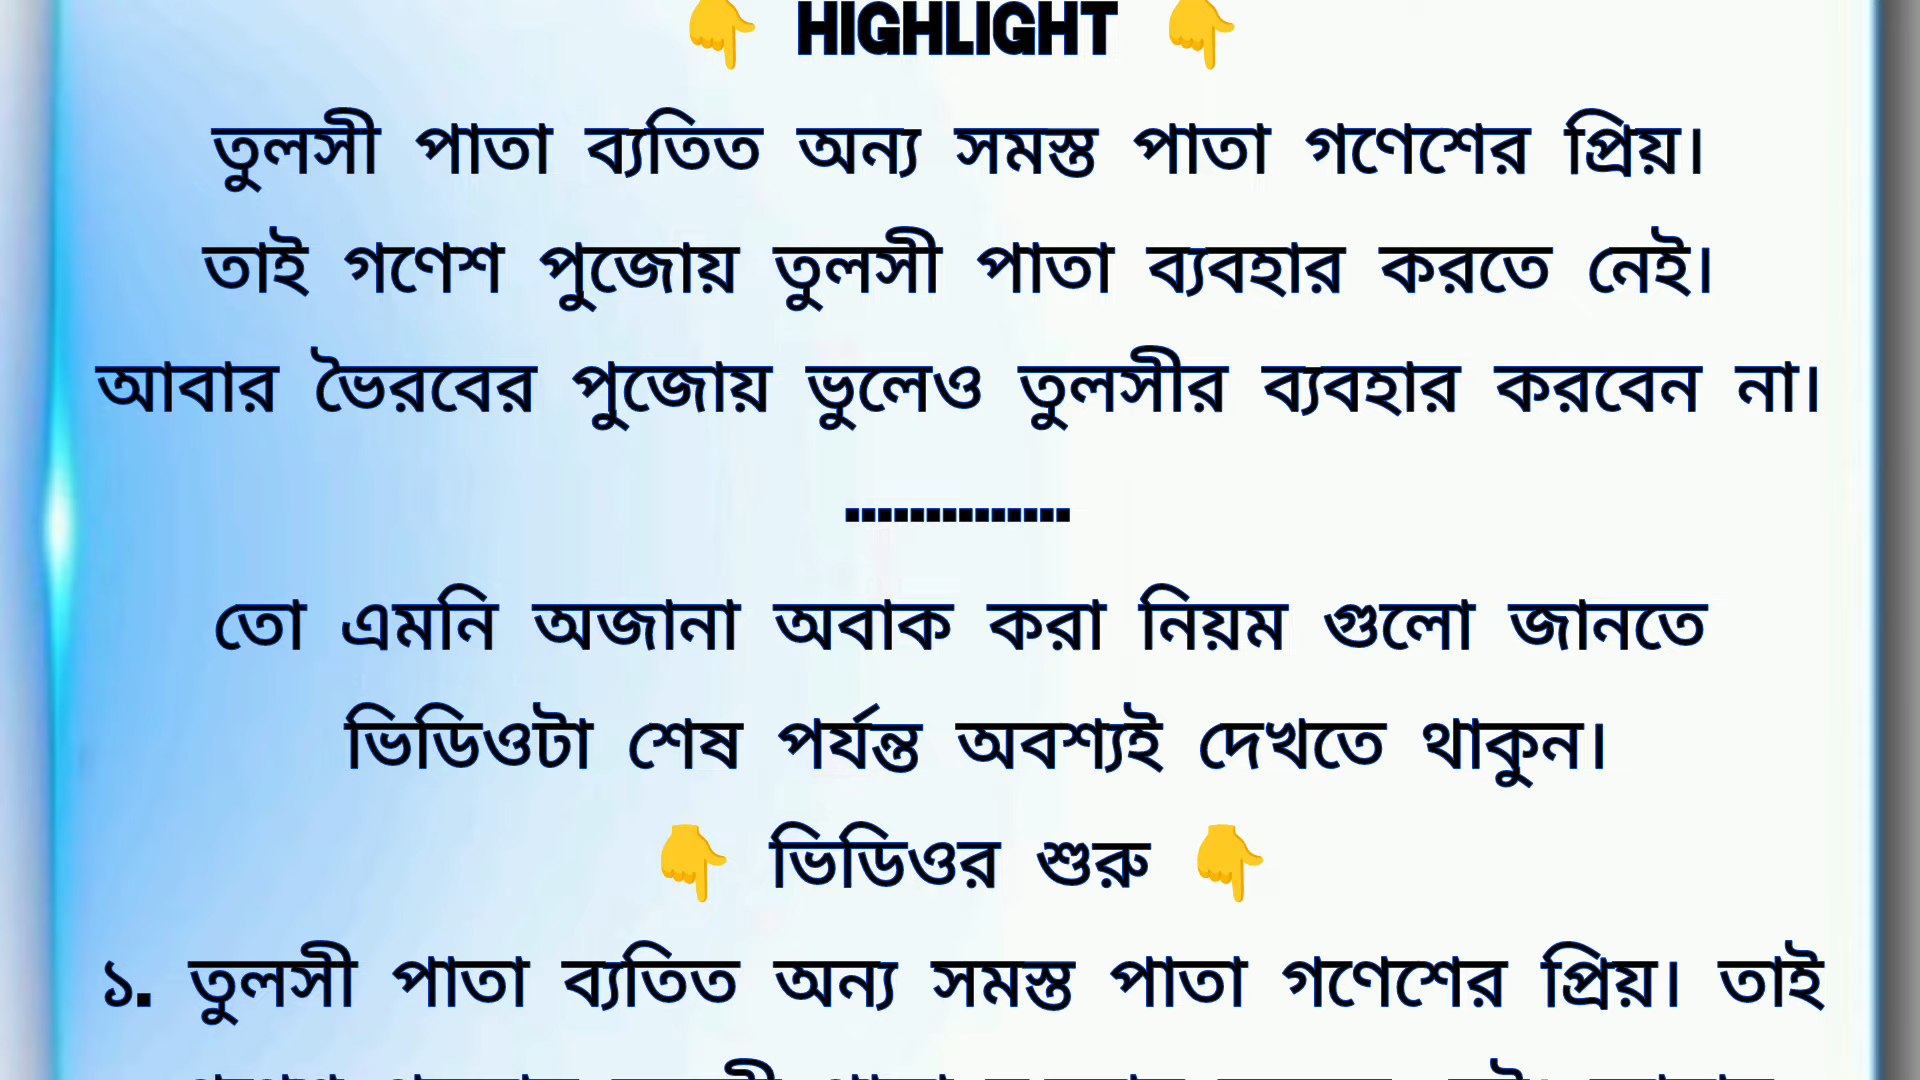 👇 HIGHLIGHT 👇
তুলসী পাতা ব্যতিত অন্য সমস্ত পাতা গণেশের প্রিয়।
তাই গণেশ পুজোয় তুলসী পাতা ব্যবহার করতে নেই।
আবার ভৈরবের পুজোয় ভুলেও তুলসীর ব্যবহার করবেন না।
..............
তো এমনি অজানা অবাক করা নিয়ম গুলো জানতে
ভিডিওটা শেষ পর্যন্ত অবশ্যই দেখতে থাকুন।
👇 ভিডিওর শুরু 👇
১. তুলসী পাতা ব্যতিত অন্য সমস্ত পাতা গণেশের প্রিয়। তাই